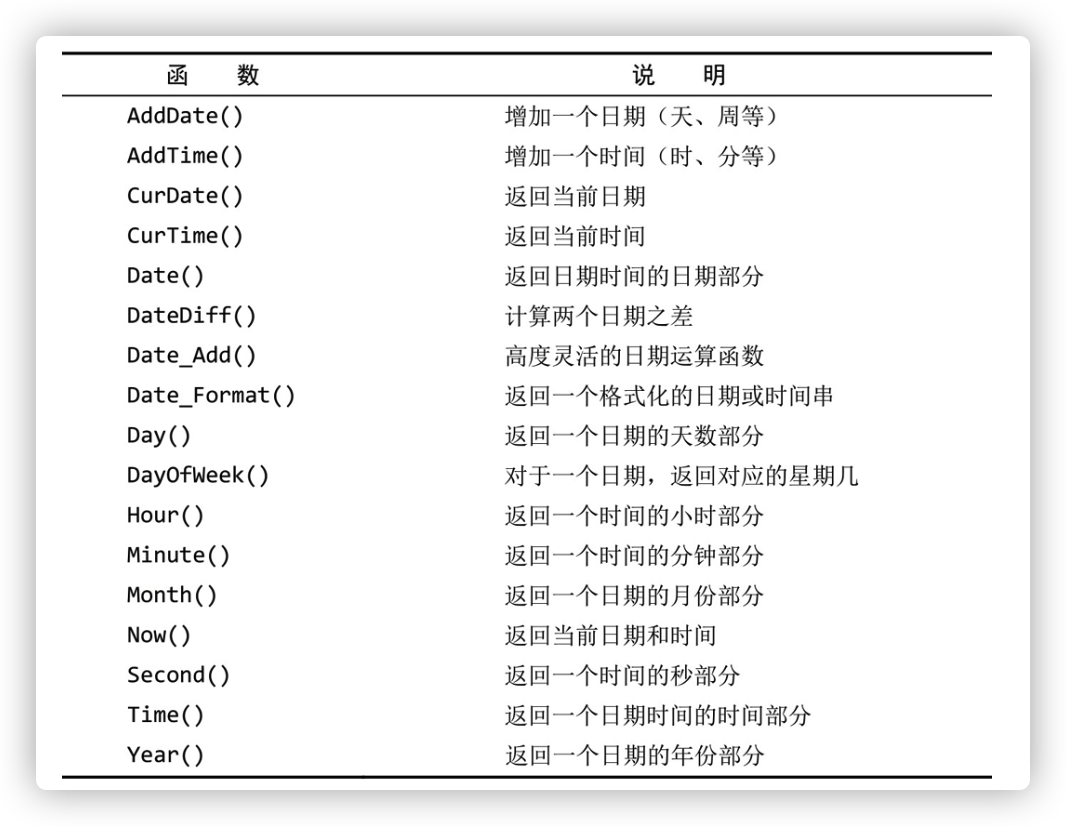 函 数 说 明
AddDate() 增加一个日期（天、周等）
AddTime() 增加一个时间（时、分等）
CurDate() 返回当前日期
CurTime() 返回当前时间
Date() 返回日期时间的日期部分
DateDiff() 计算两个日期之差
Date_Add() 高度灵活的日期运算函数
Date_Format() 返回一个格式化的日期或时间串
Day() 返回一个日期的天数部分
DayOfWeek() 对于一个日期，返回对应的星期几
Hour() 返回一个时间的小时部分
Minute() 返回一个时间的分钟部分
Month() 返回一个日期的月份部分
Now() 返回当前日期和时间
Second() 返回一个时间的秒部分
Time() 返回一个日期时间的时间部分
Year() 返回一个日期的年份部分